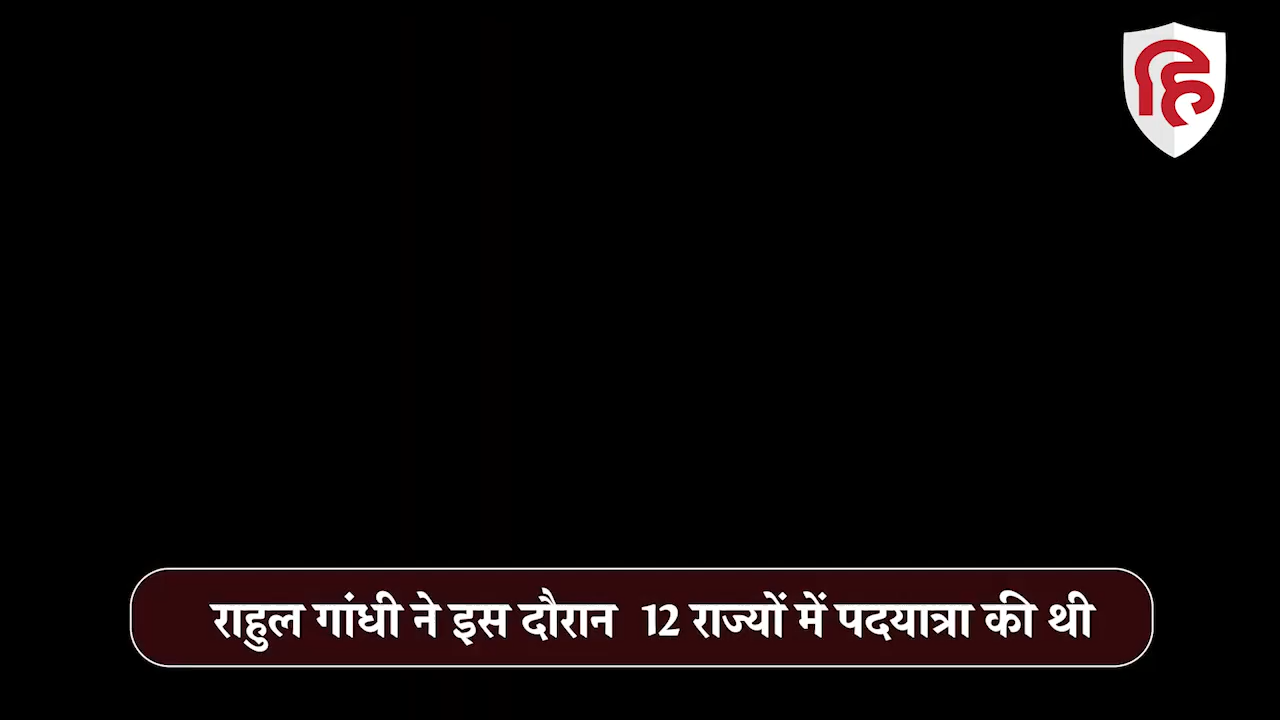 हि
राहुल गांधी ने इस दौरान 12 राज्यों में पदयात्रा की थी